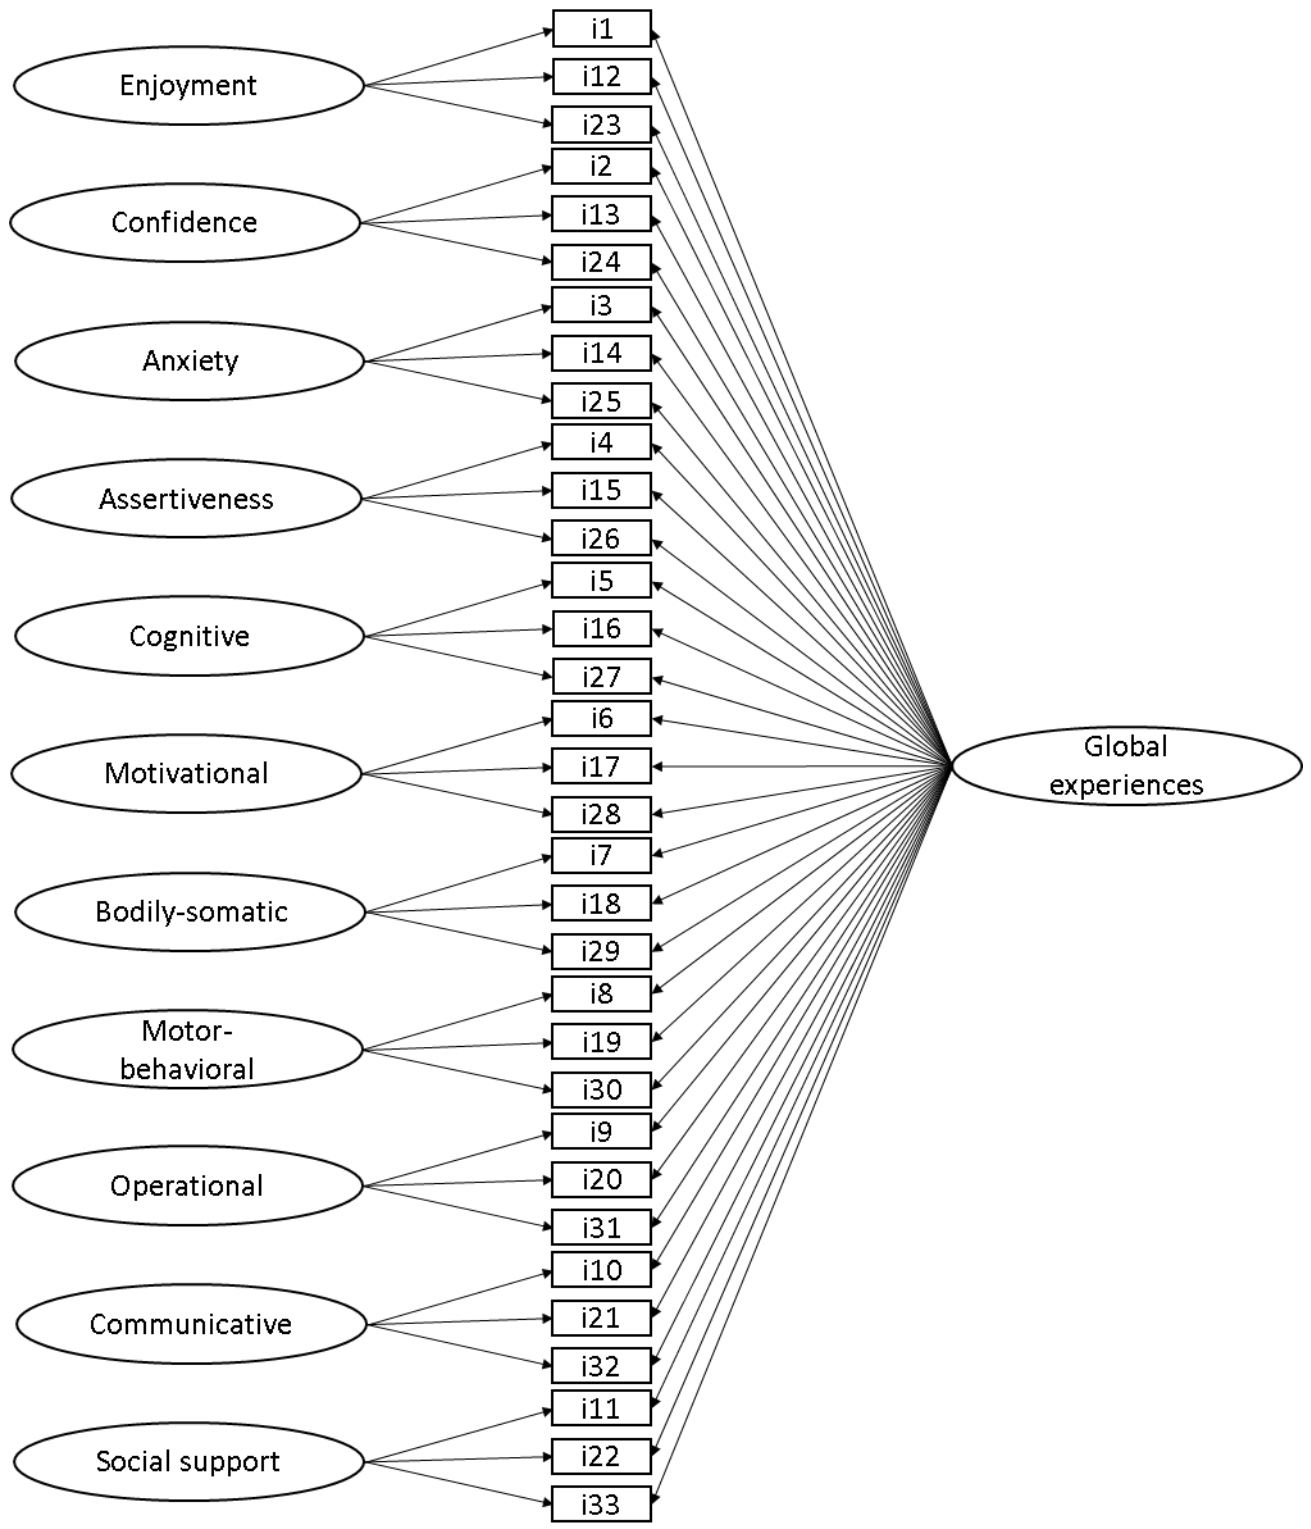 Enjoyment
i1
i12
i23
Confidence
i2
i13
i24
Anxiety
i3
i14
i25
Assertiveness
i4
i15
i26
Cognitive
i5
i16
i27
Motivational
i6
i17
i28
Bodily-somatic
i7
i18
i29
Motor-
behavioral
i8
i19
i30
Operational
i9
i20
i31
Communicative
i10
i21
i32
Social support
i11
i22
i33
Global
experiences